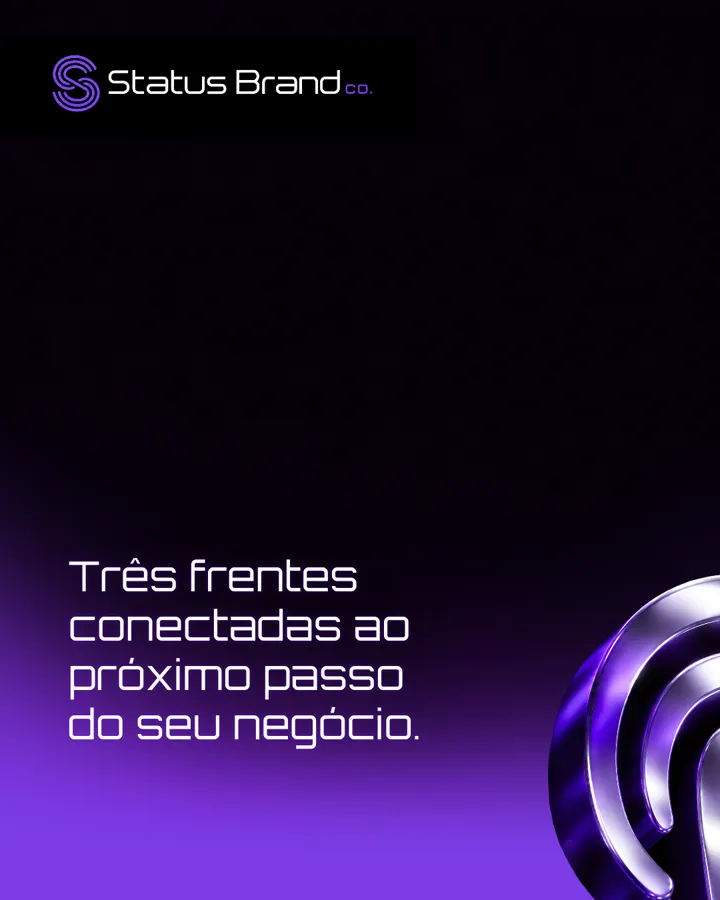 Status Brand co.
Três frentes
conectadas ao
próximo passo
do seu negócio.